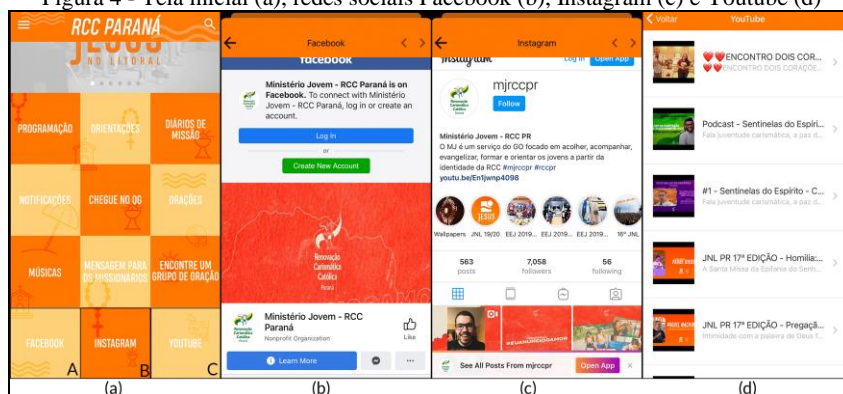 Figura 4 - Tela inicial (a), redes sociais Facebook (b), Instagram (c) e Youtube (d)
RCC PARANÁ
JESUS
NO LITORAL
PROGRAMAÇÃO
ORIENTAÇÕES
DIÁRIOS DE
MISSÃO
NOTIFICAÇÕES
CHEGUE NO QG
ORAÇÕES
MÚSICAS
MENSAGEM PARA
OS MISSIONÁRIOS
ENCONTRE UM
GRUPO DE ORAÇÃO
FACEBOOK
A
INSTAGRAM
B
YOUTUBE
C
(a)
Facebook
facebook
Ministério Jovem - RCC Paraná is on
Facebook. To connect with Ministério
Jovem - RCC Paraná, log in or create an
account.
Log In
or
Create New Account
Renovação
Carismática
Católica
Paraná
Ministério Jovem - RCC
Paraná
Nonprofit Organization
Like
Learn More
(b)
Instagram
Instagram
Log In
Open App
mjrccpr
Follow
Ministério Jovem - RCC PR
O MJ é um serviço do GO focado em acolher, acompanhar,
evangelizar, formar e orientar os jovens a partir da
identidade da RCC #mjrccpr #rccpr
youtu.be/En1jwnp4098
JESUS
Wallpapers
JNL 19/20
EEJ 2019...
EEJ 2019...
16º JNL
563
posts
7,058
followers
56
following
See All Posts From mjrccpr
Open App
(c)
Voltar
YouTube
❤️❤️ENCONTRO DOIS COR...
❤️❤️ENCONTRO DOIS CORAÇÕE...
Podcast - Sentinelas do Espíri...
Fala juventude carismática, a paz d...
#1 - Sentinelas do Espírito - C...
Fala juventude carismática, a paz d...
JNL PR 17ª EDIÇÃO - Homilia:...
A Santa Missa da Epifania do Senh...
JNL PR 17ª EDIÇÃO - Pregaçã...
Intimidade com a palavra de Deus f...
(d)